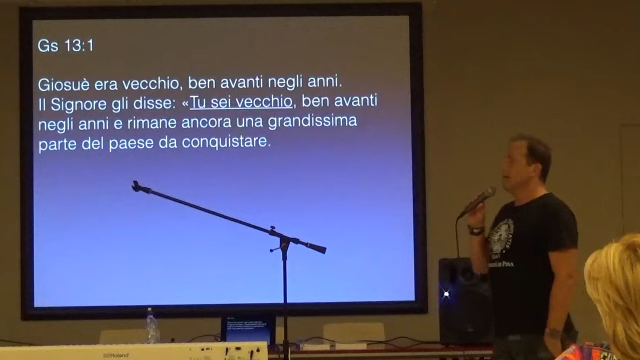 Gs 13:1
Giosuè era vecchio, ben avanti negli anni.
Il Signore gli disse: «Tu sei vecchio, ben avanti
negli anni e rimane ancora una grandissima
parte del paese da conquistare.
Roland